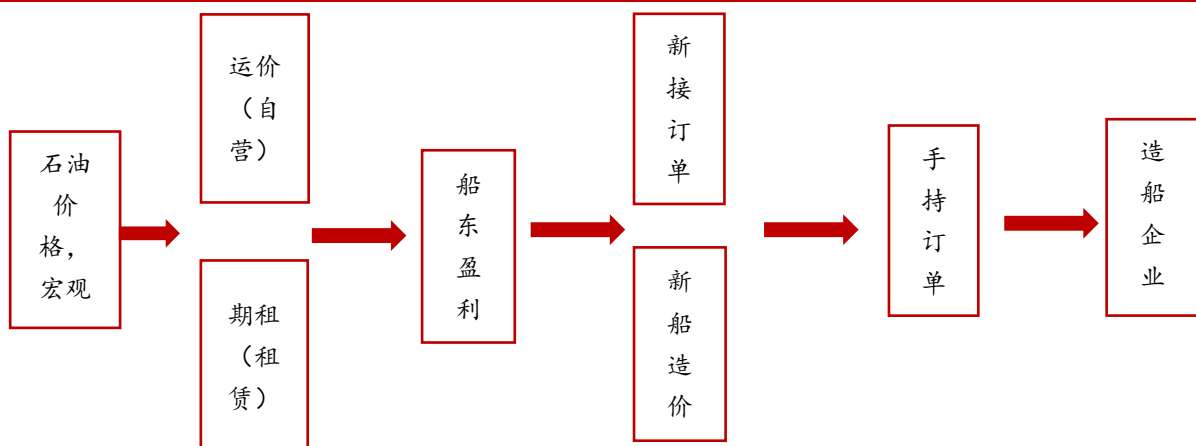 石油
价
格，
宏观
运价
（自
营）
期租
（租
赁）
船
东
盈
利
新
接
订
单
新
船
造
价
手
持
订
单
造
船
企
业